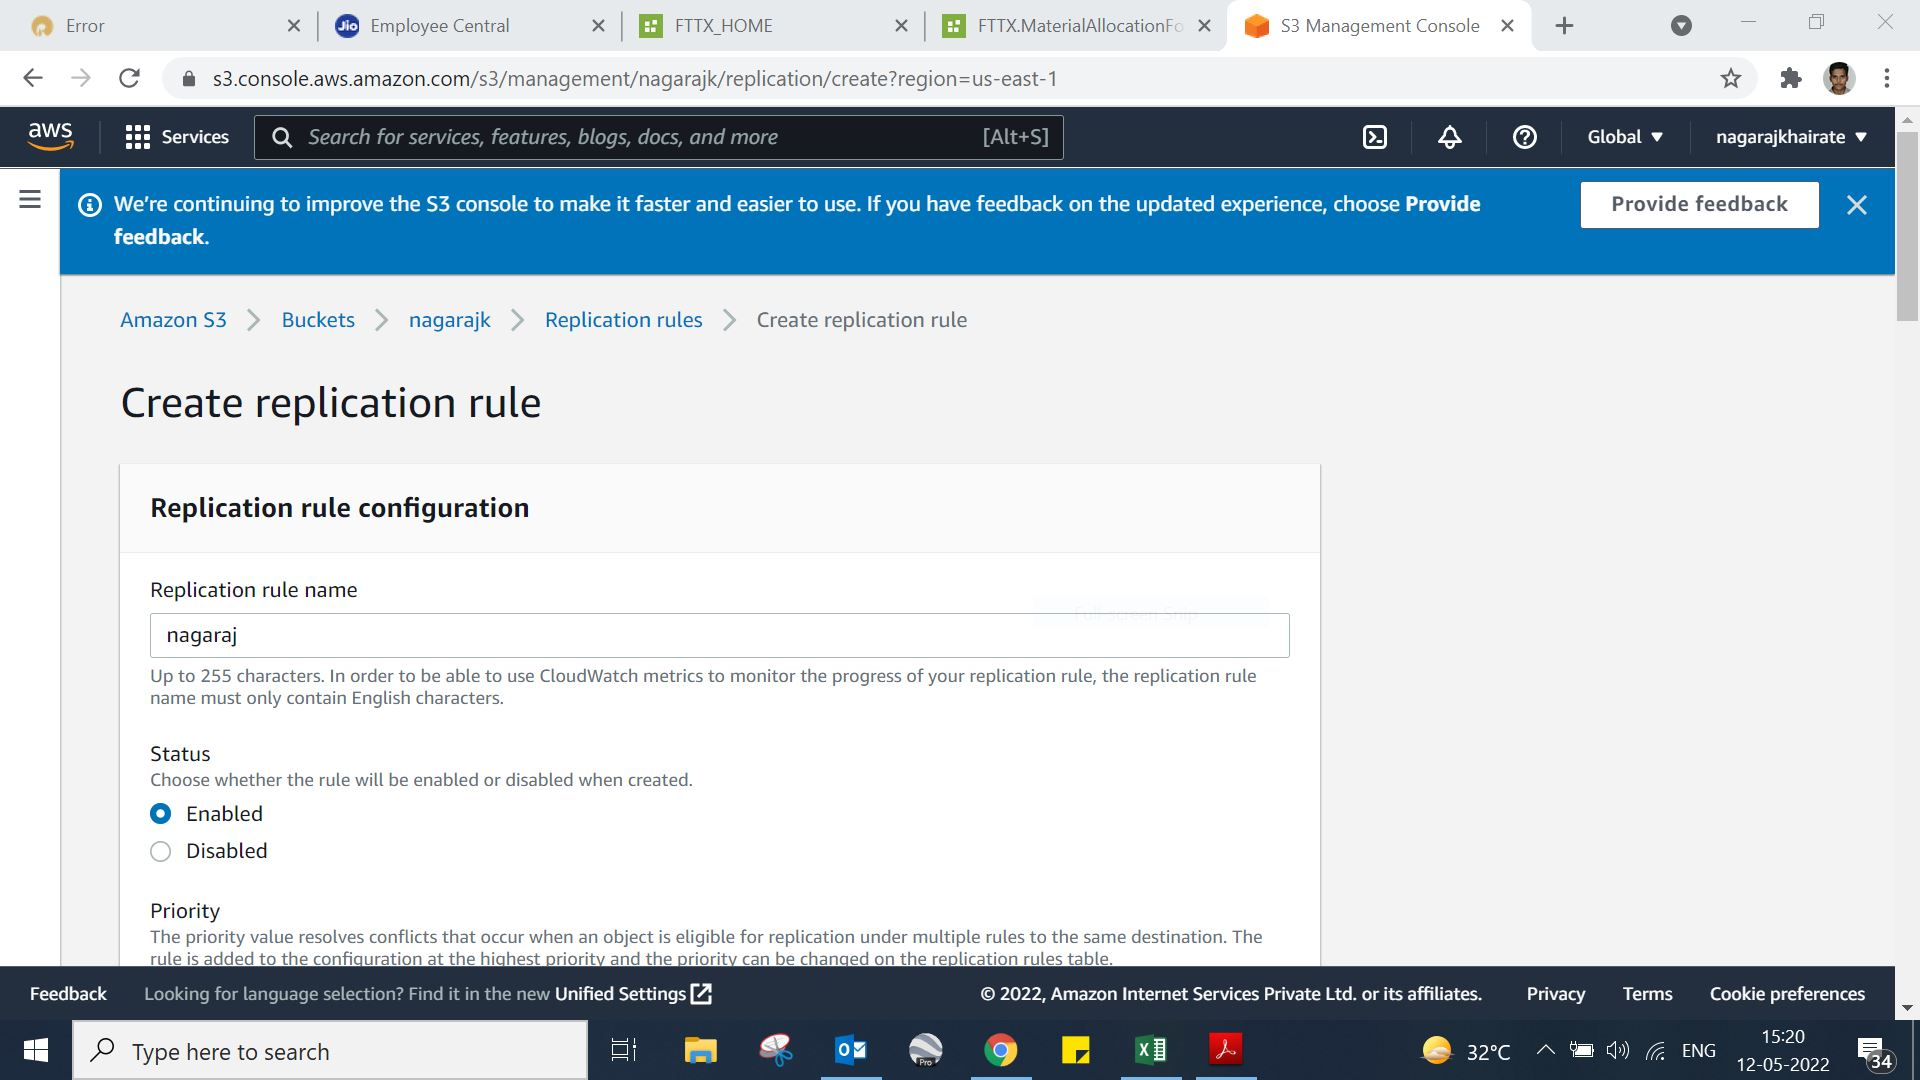 Error
Jio
Employee Central
FTTX_HOME
FTTX.MaterialAllocationFo
S3 Management Console
s3.console.aws.amazon.com/s3/management/nagarajk/replication/create?region=us-east-1
aws
Services
Search for services, features, blogs, docs, and more
[Alt+S]
Global
nagarajkhairate
We're continuing to improve the S3 console to make it faster and easier to use. If you have feedback on the updated experience, choose Provide
feedback.
Provide feedback
Amazon S3
Buckets
nagarajk
Replication rules
Create replication rule
Create replication rule
Replication rule configuration
Replication rule name
Full-screen Snip
nagaraj
Up to 255 characters. In order to be able to use CloudWatch metrics to monitor the progress of your replication rule, the replication rule
name must only contain English characters.
Status
Choose whether the rule will be enabled or disabled when created.
Enabled
Disabled
Priority
The priority value resolves conflicts that occur when an object is eligible for replication under multiple rules to the same destination. The
rule is added to the configuration at the highest priority and the priority can be changed on the replication rules table.
Feedback
Looking for language selection? Find it in the new Unified Settings
© 2022, Amazon Internet Services Private Ltd. or its affiliates.
Privacy
Terms
Cookie preferences
Type here to search
Pro
32°C
ENG
15:20
12-05-2022
34